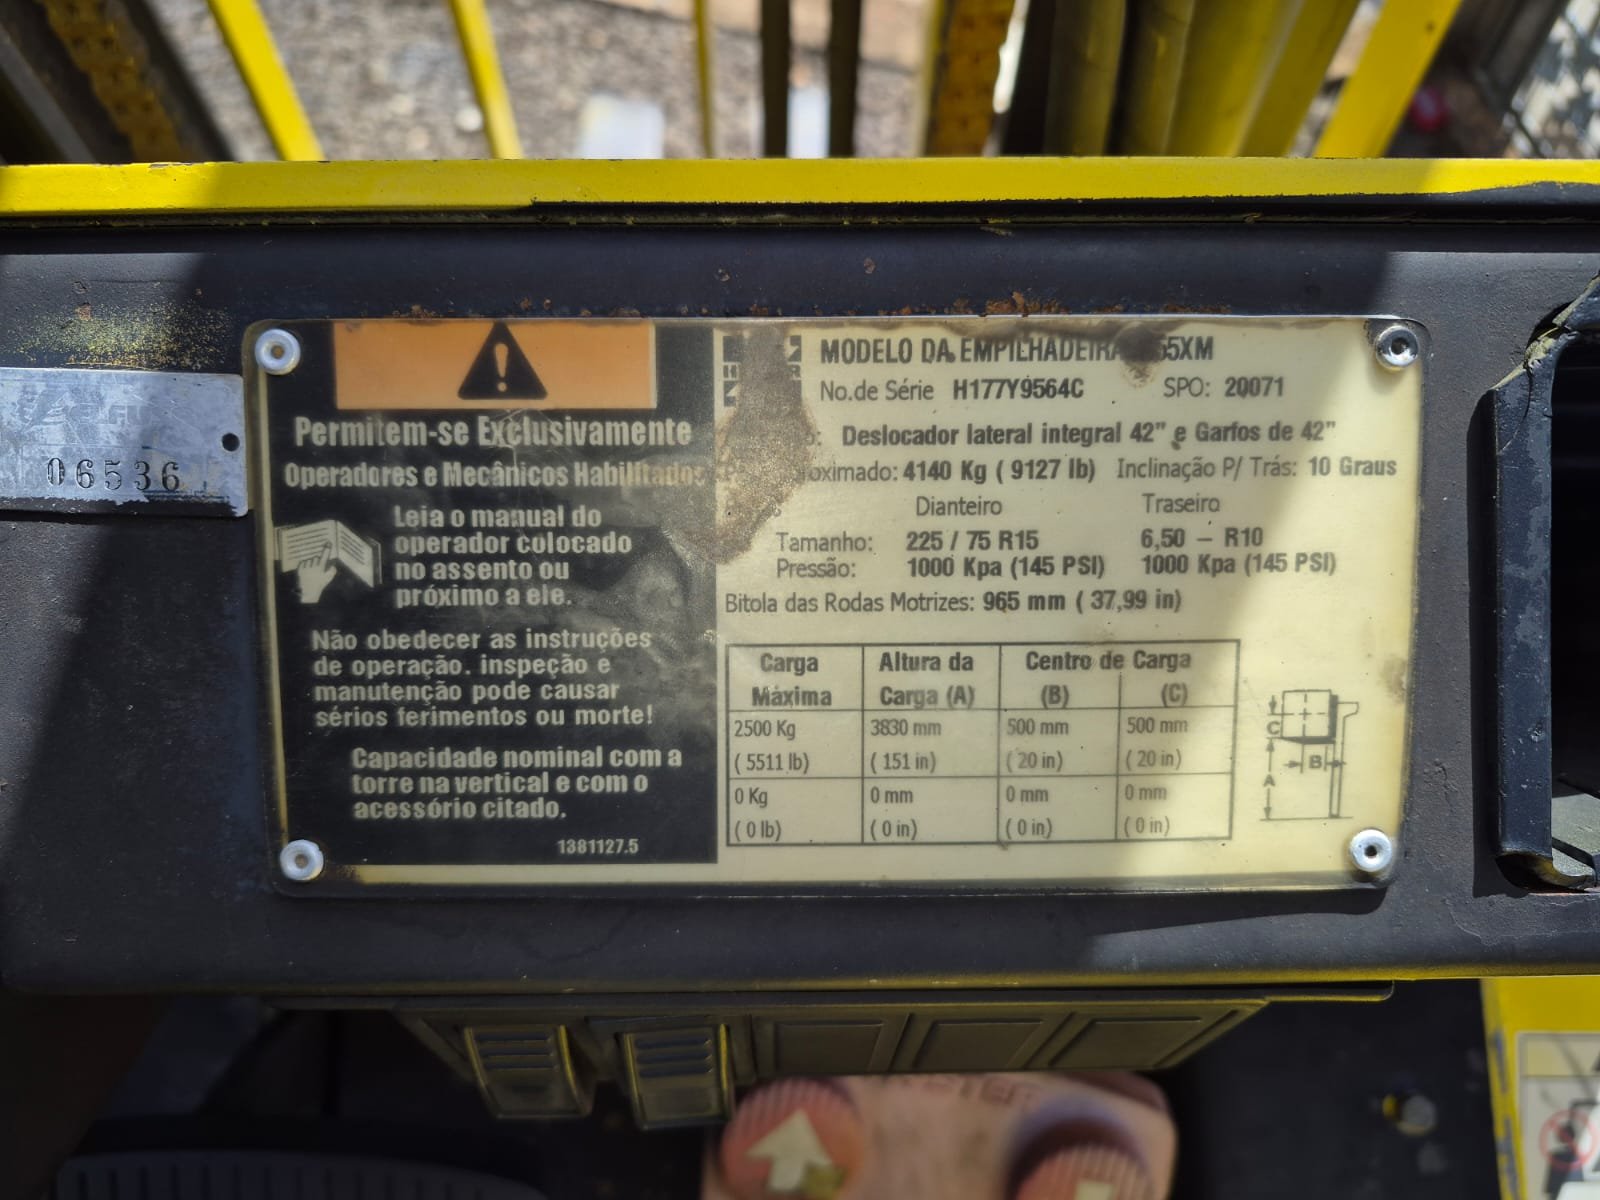 06536
Permitem-se Exclusivamente
Operadores e Mecânicos Habilitados
Leia o manual do
operador colocado
no assento ou
próximo a ele.
Não obedecer as instruções
de operação. inspeção e
manutenção pode causar
sérios ferimentos ou morte!
Capacidade nominal com a
torre na vertical e com o
acessório citado.
1381127.5
MODELO DA EMPILHADEIRA 55XM
No.de Série H177Y9564C SPO: 20071
Deslocador lateral integral 42" e Garfos de 42"
4140 Kg ( 9127 lb) Inclinação P/ Trás: 10 Graus
Dianteiro Traseiro
Tamanho: 225 / 75 R15 6,50 – R10
Pressão: 1000 Kpa (145 PSI) 1000 Kpa (145 PSI)
Bitola das Rodas Motrizes: 965 mm ( 37,99 in)
Carga Altura da Centro de Carga
Máxima Carga (A) (B) (C)
2500 Kg 3830 mm 500 mm 500 mm
( 5511 lb) ( 151 in) ( 20 in) ( 20 in)
0 Kg 0 mm 0 mm 0 mm
( 0 lb) ( 0 in) ( 0 in) ( 0 in)
C
B
A